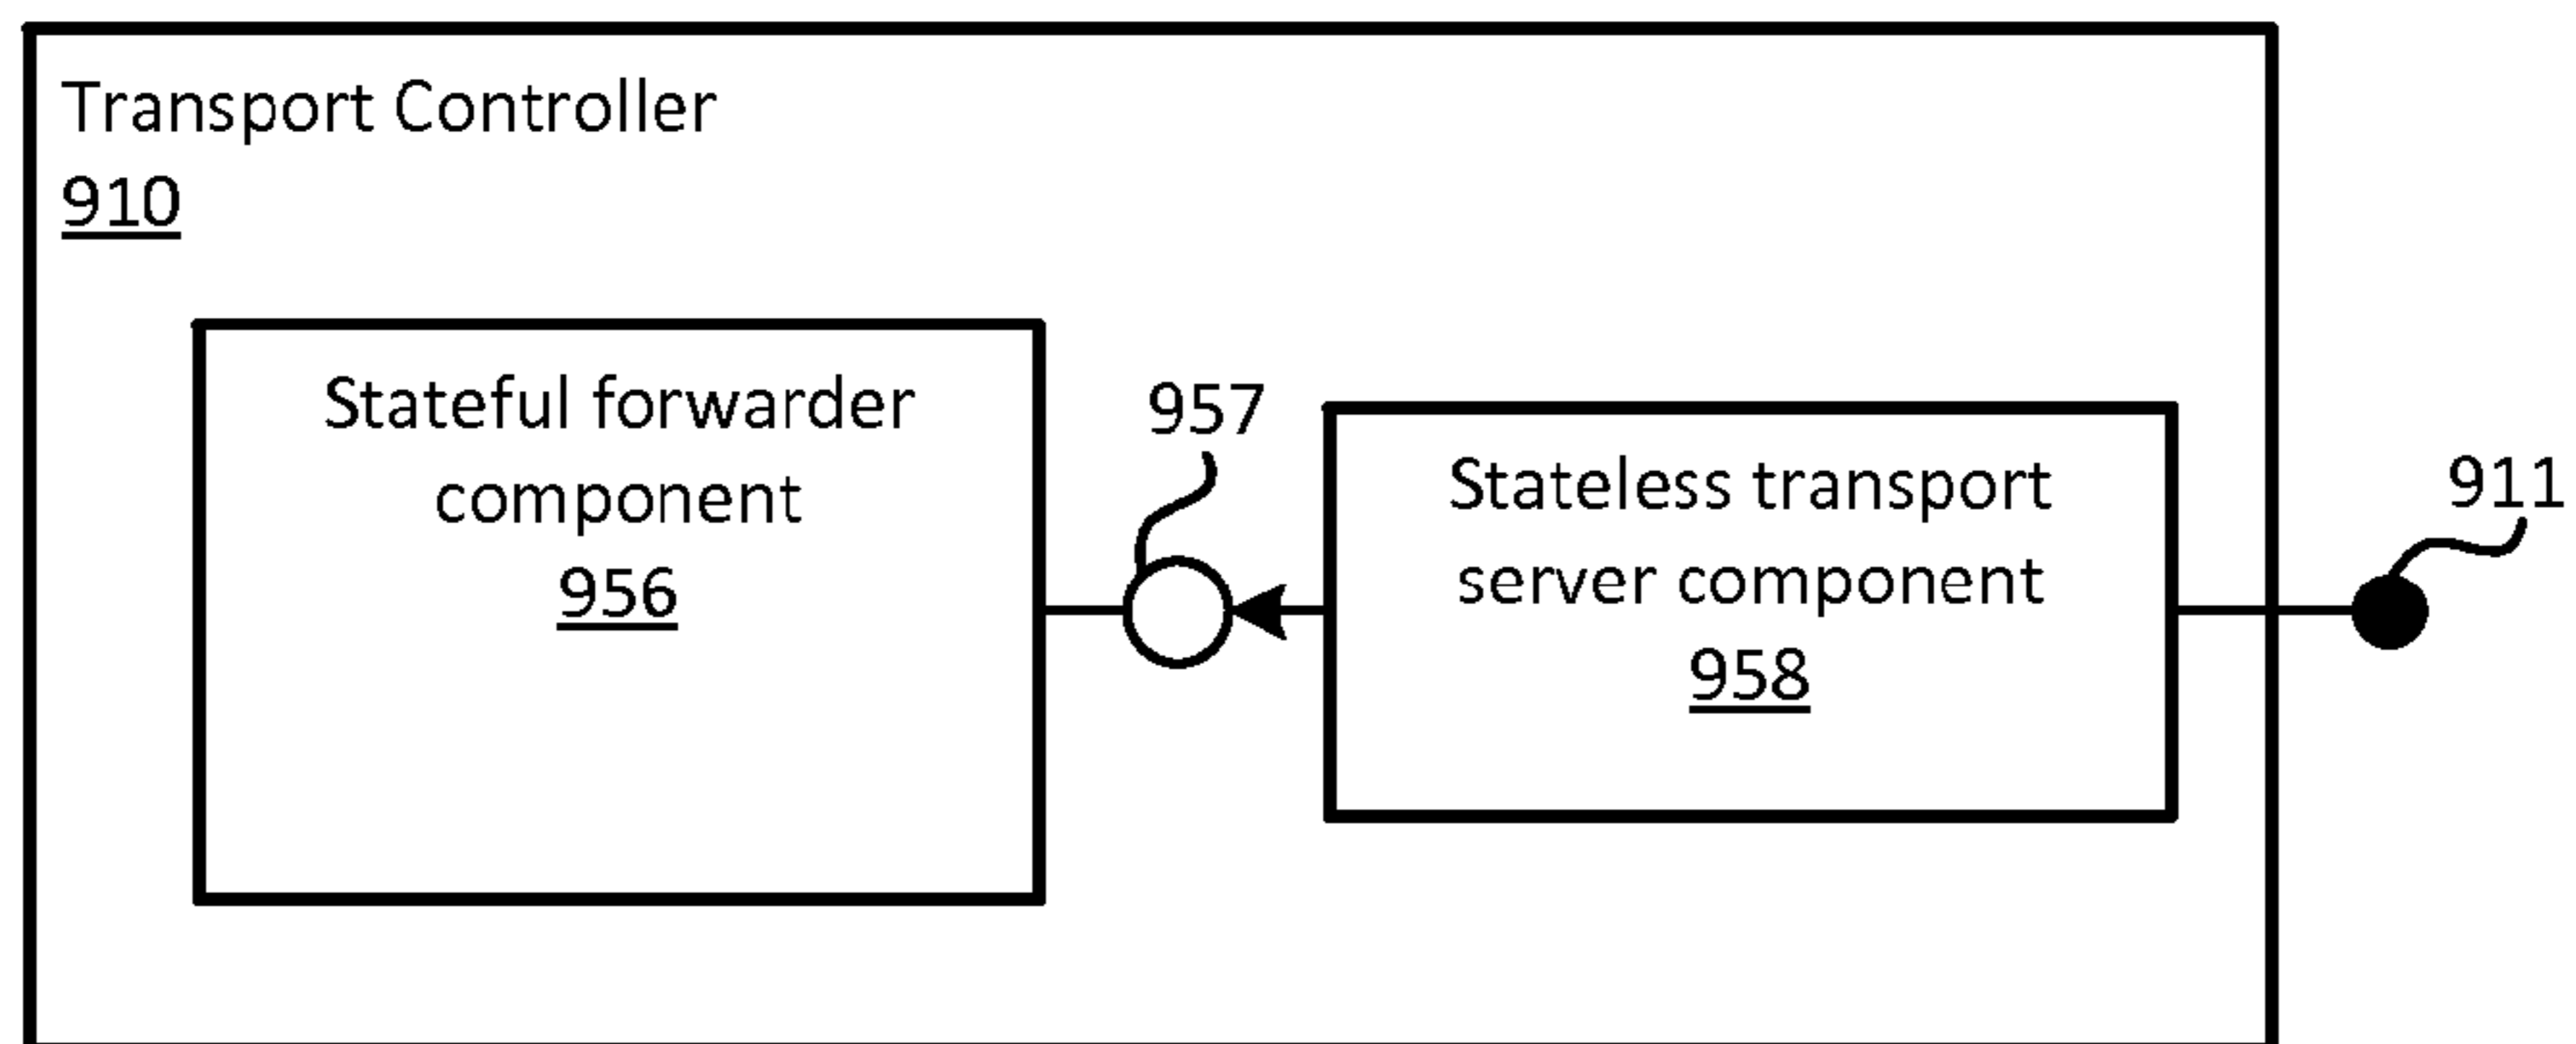 Transport Controller
910
Stateful forwarder
component
956
957
Stateless transport
server component
958
911